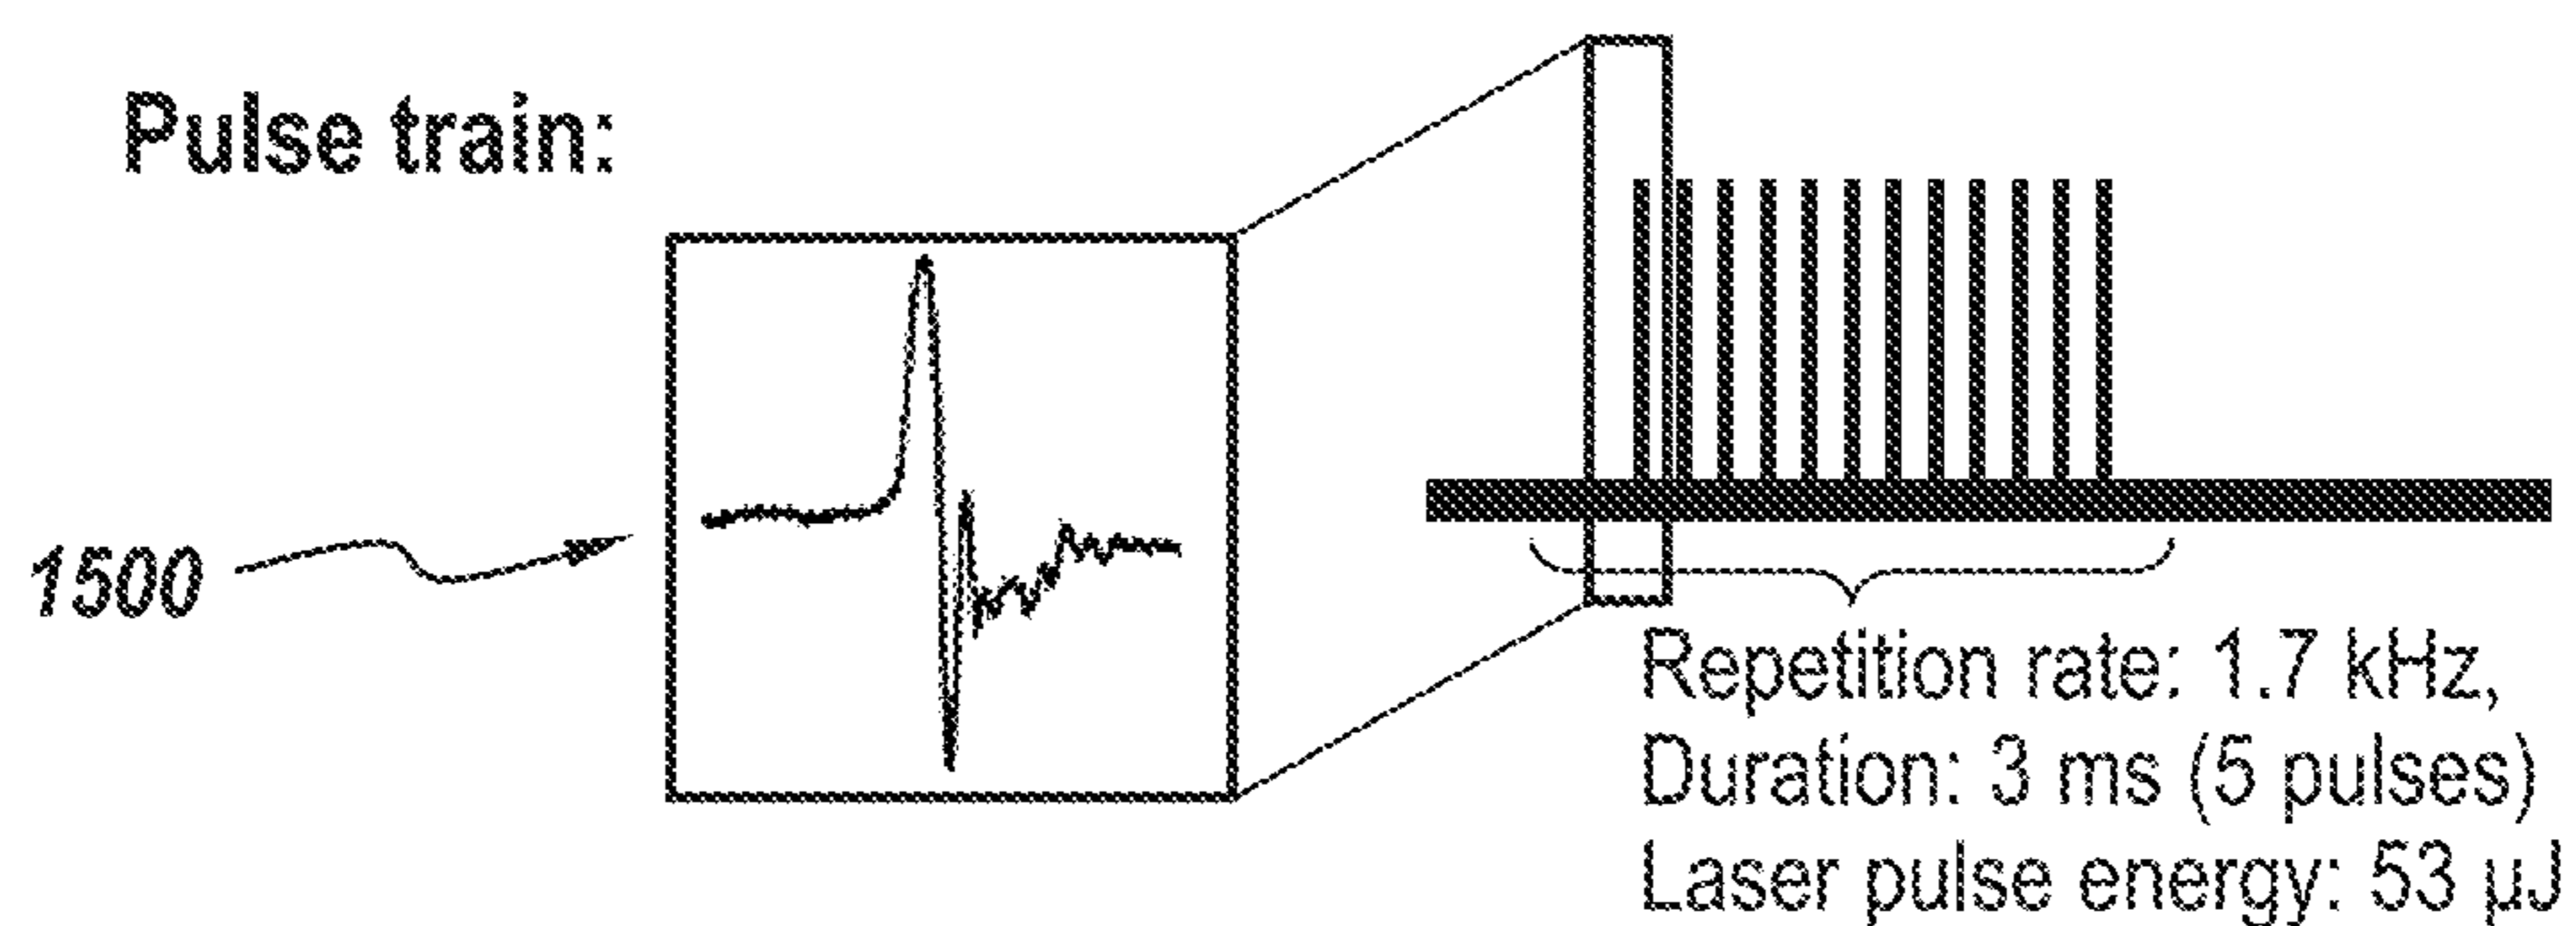 Pulse train:
1500
Repetition rate: 1.7 kHz,
Duration: 3 ms (5 pulses)
Laser pulse energy: 53 µJ